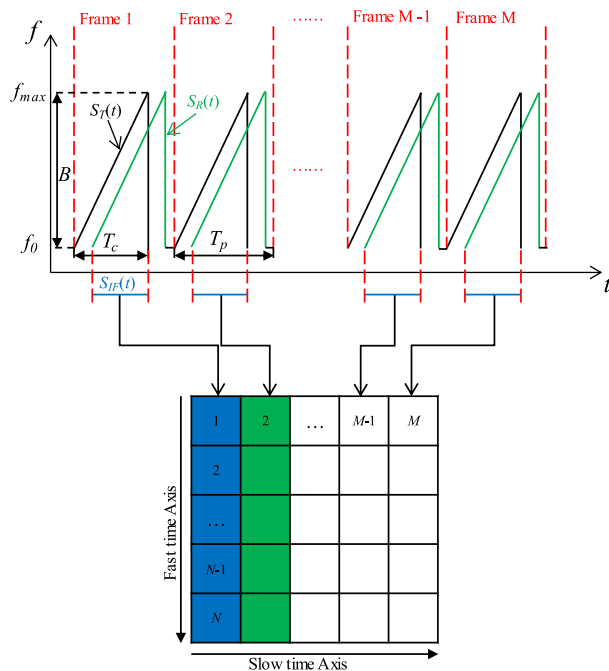 Frame 1 Frame 2 …… Frame M -1 Frame M
f
f_max S_T(t) S_R(t)
B ……
f_0 T_c T_p
S_IF(t) t
1 2 … M-1 M
2
…
N-1
N
Fast time Axis
Slow time Axis